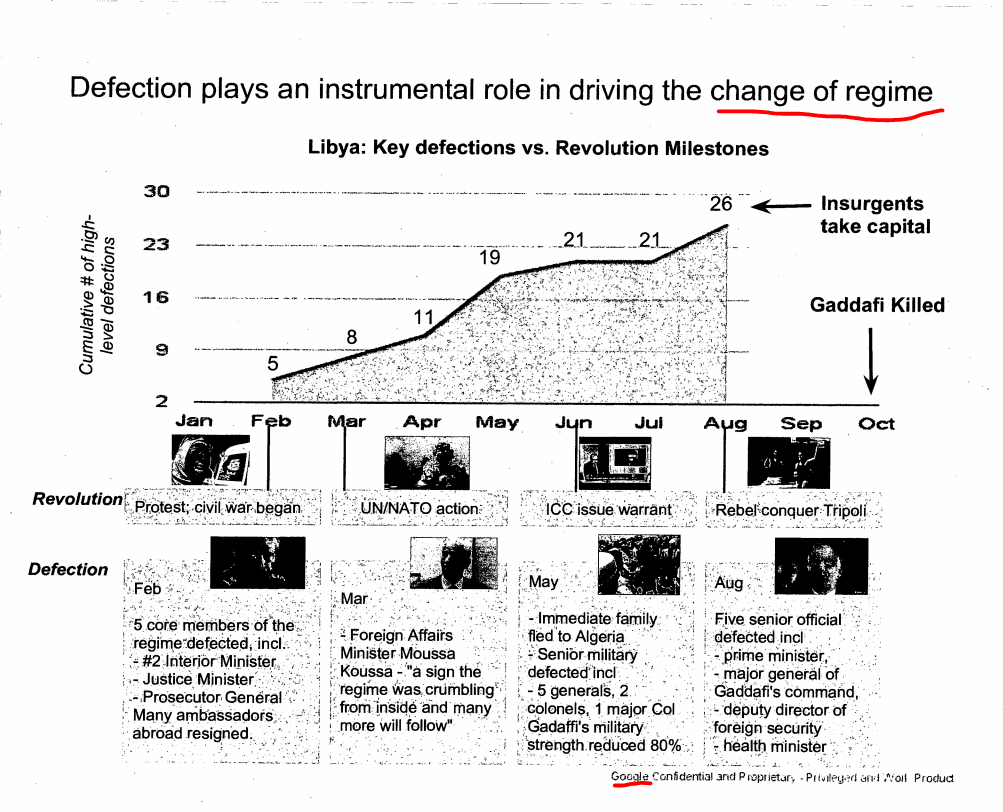 Defection plays an instrumental role in driving the change of regime
Libya: Key defections vs. Revolution Milestones
Cumulative # of high-
level defections
30
23
16
9
2
5
8
11
19
21
21
26
Insurgents
take capital
Gaddafi Killed
Jan Feb Mar Apr May Jun Jul Aug Sep Oct
Revolution
Protest; civil war began
UN/NATO action
ICC issue warrant
Rebel conquer Tripoli
Defection
Feb
5 core members of the
regime defected, incl.
- #2 Interior Minister
- Justice Minister
- Prosecutor General
Many ambassadors
abroad resigned.
Mar
- Foreign Affairs
Minister Moussa
Koussa - "a sign the
regime was crumbling
from inside and many
more will follow"
May
- Immediate family
fled to Algeria
- Senior military
defected incl
- 5 generals, 2
colonels, 1 major Col
Gadaffi's military
strength reduced 80%
Aug
Five senior official
defected incl
- prime minister,
- major general of
Gaddafi's command,
- deputy director of
foreign security
- health minister
Google Confidential and Proprietary - Privileged and Work Product